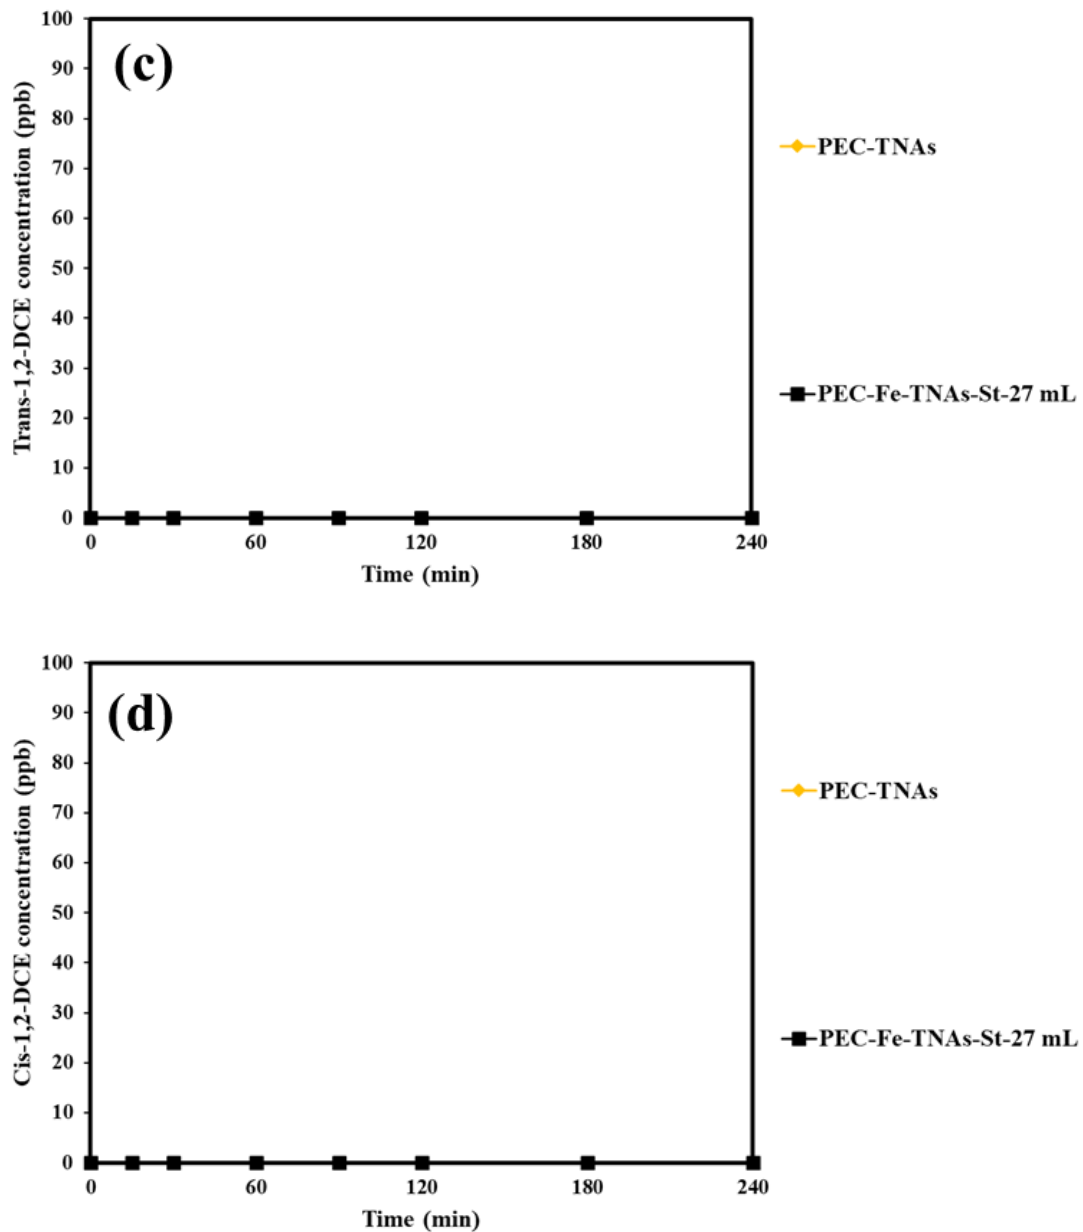 (c)
Trans-1,2-DCE concentration (ppb)
100
90
80
70
60
50
40
30
20
10
0
0 60 120 180 240
Time (min)
PEC-TNAs
PEC-Fe-TNAs-St-27 mL
(d)
Cis-1,2-DCE concentration (ppb)
100
90
80
70
60
50
40
30
20
10
0
0 60 120 180 240
Time (min)
PEC-TNAs
PEC-Fe-TNAs-St-27 mL